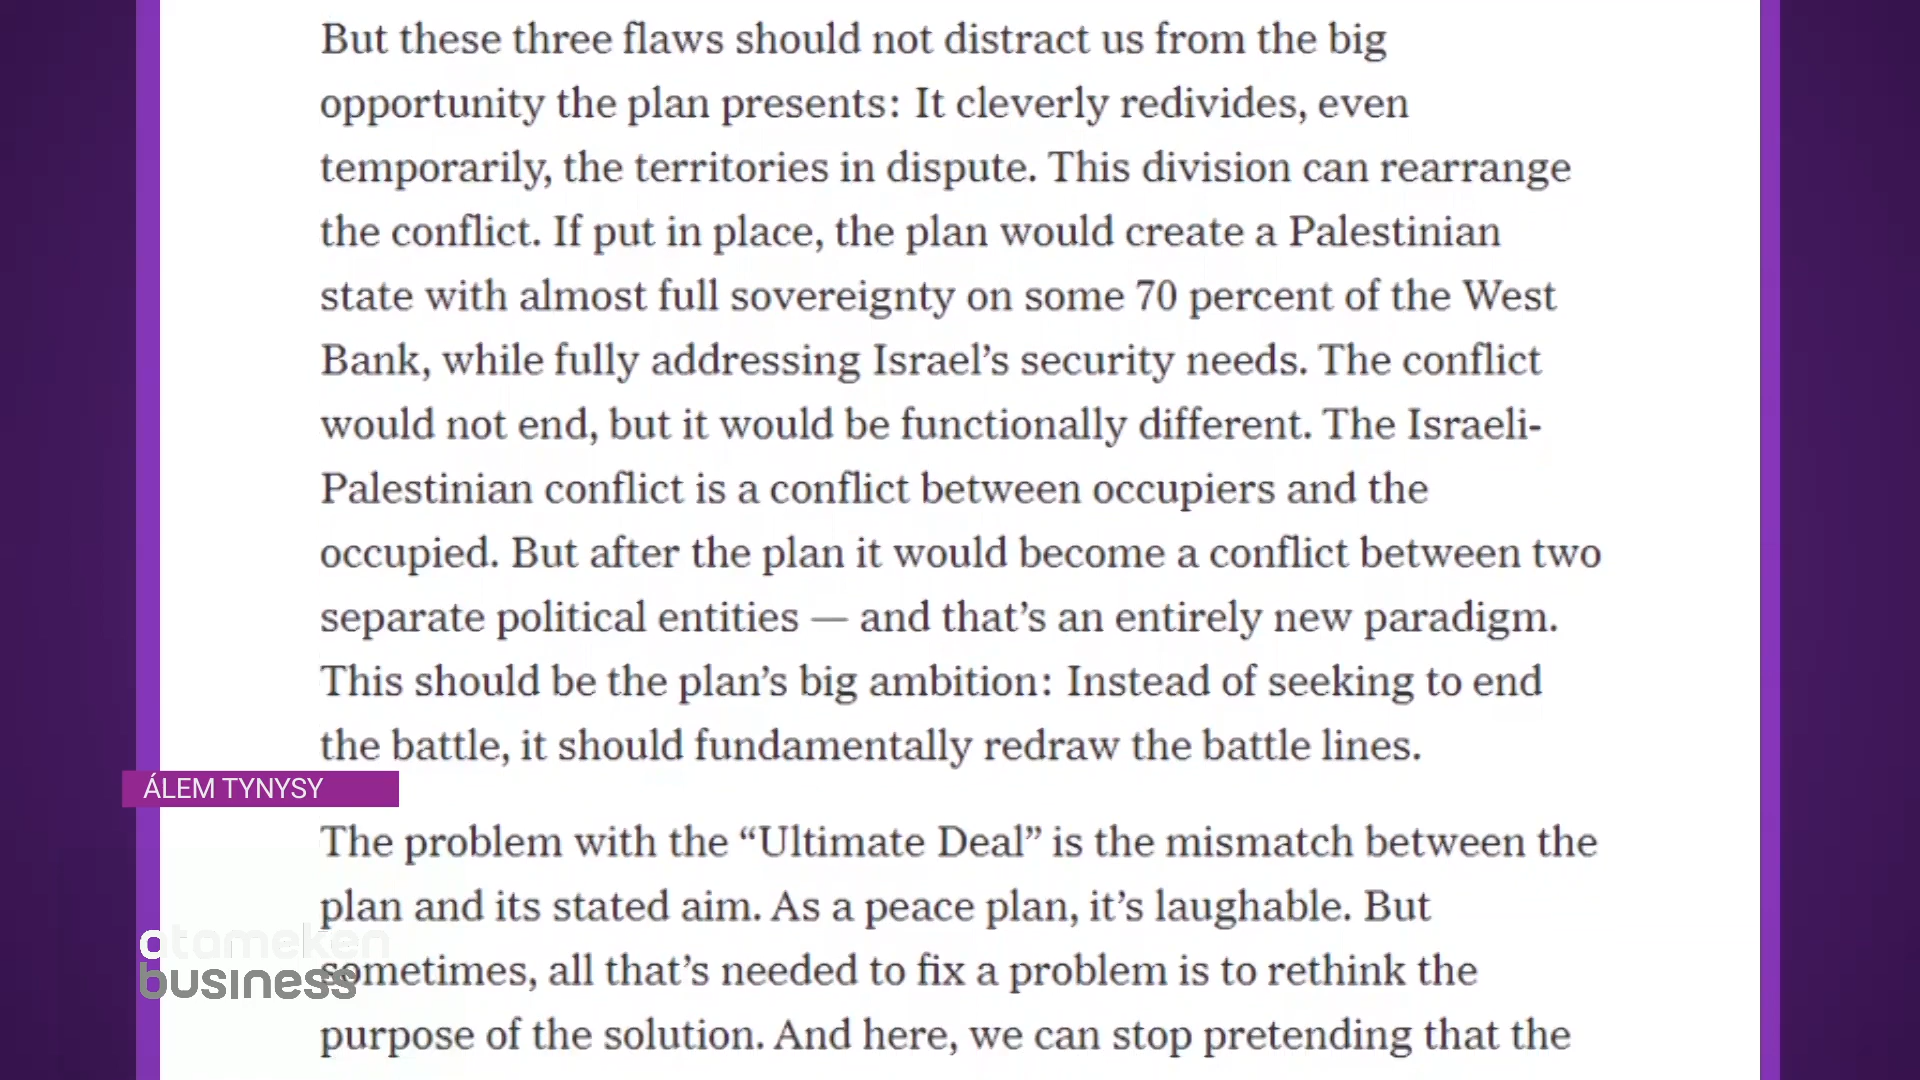 But these three flaws should not distract us from the big
opportunity the plan presents: It cleverly redivides, even
temporarily, the territories in dispute. This division can rearrange
the conflict. If put in place, the plan would create a Palestinian
state with almost full sovereignty on some 70 percent of the West
Bank, while fully addressing Israel’s security needs. The conflict
would not end, but it would be functionally different. The Israeli-
Palestinian conflict is a conflict between occupiers and the
occupied. But after the plan it would become a conflict between two
separate political entities — and that’s an entirely new paradigm.
This should be the plan’s big ambition: Instead of seeking to end
the battle, it should fundamentally redraw the battle lines.
ÁLEM TYNYSY
The problem with the “Ultimate Deal” is the mismatch between the
plan and its stated aim. As a peace plan, it’s laughable. But
sometimes, all that’s needed to fix a problem is to rethink the
purpose of the solution. And here, we can stop pretending that the
atameken
business